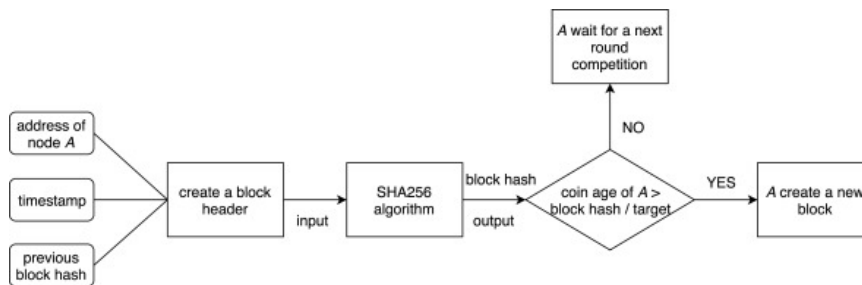 A wait for a next
round
competition
address of
node A
NO
timestamp
create a block
header
input
SHA256
algorithm
block hash
output
coin age of A >
block hash / target
YES
A create a new
block
previous
block hash